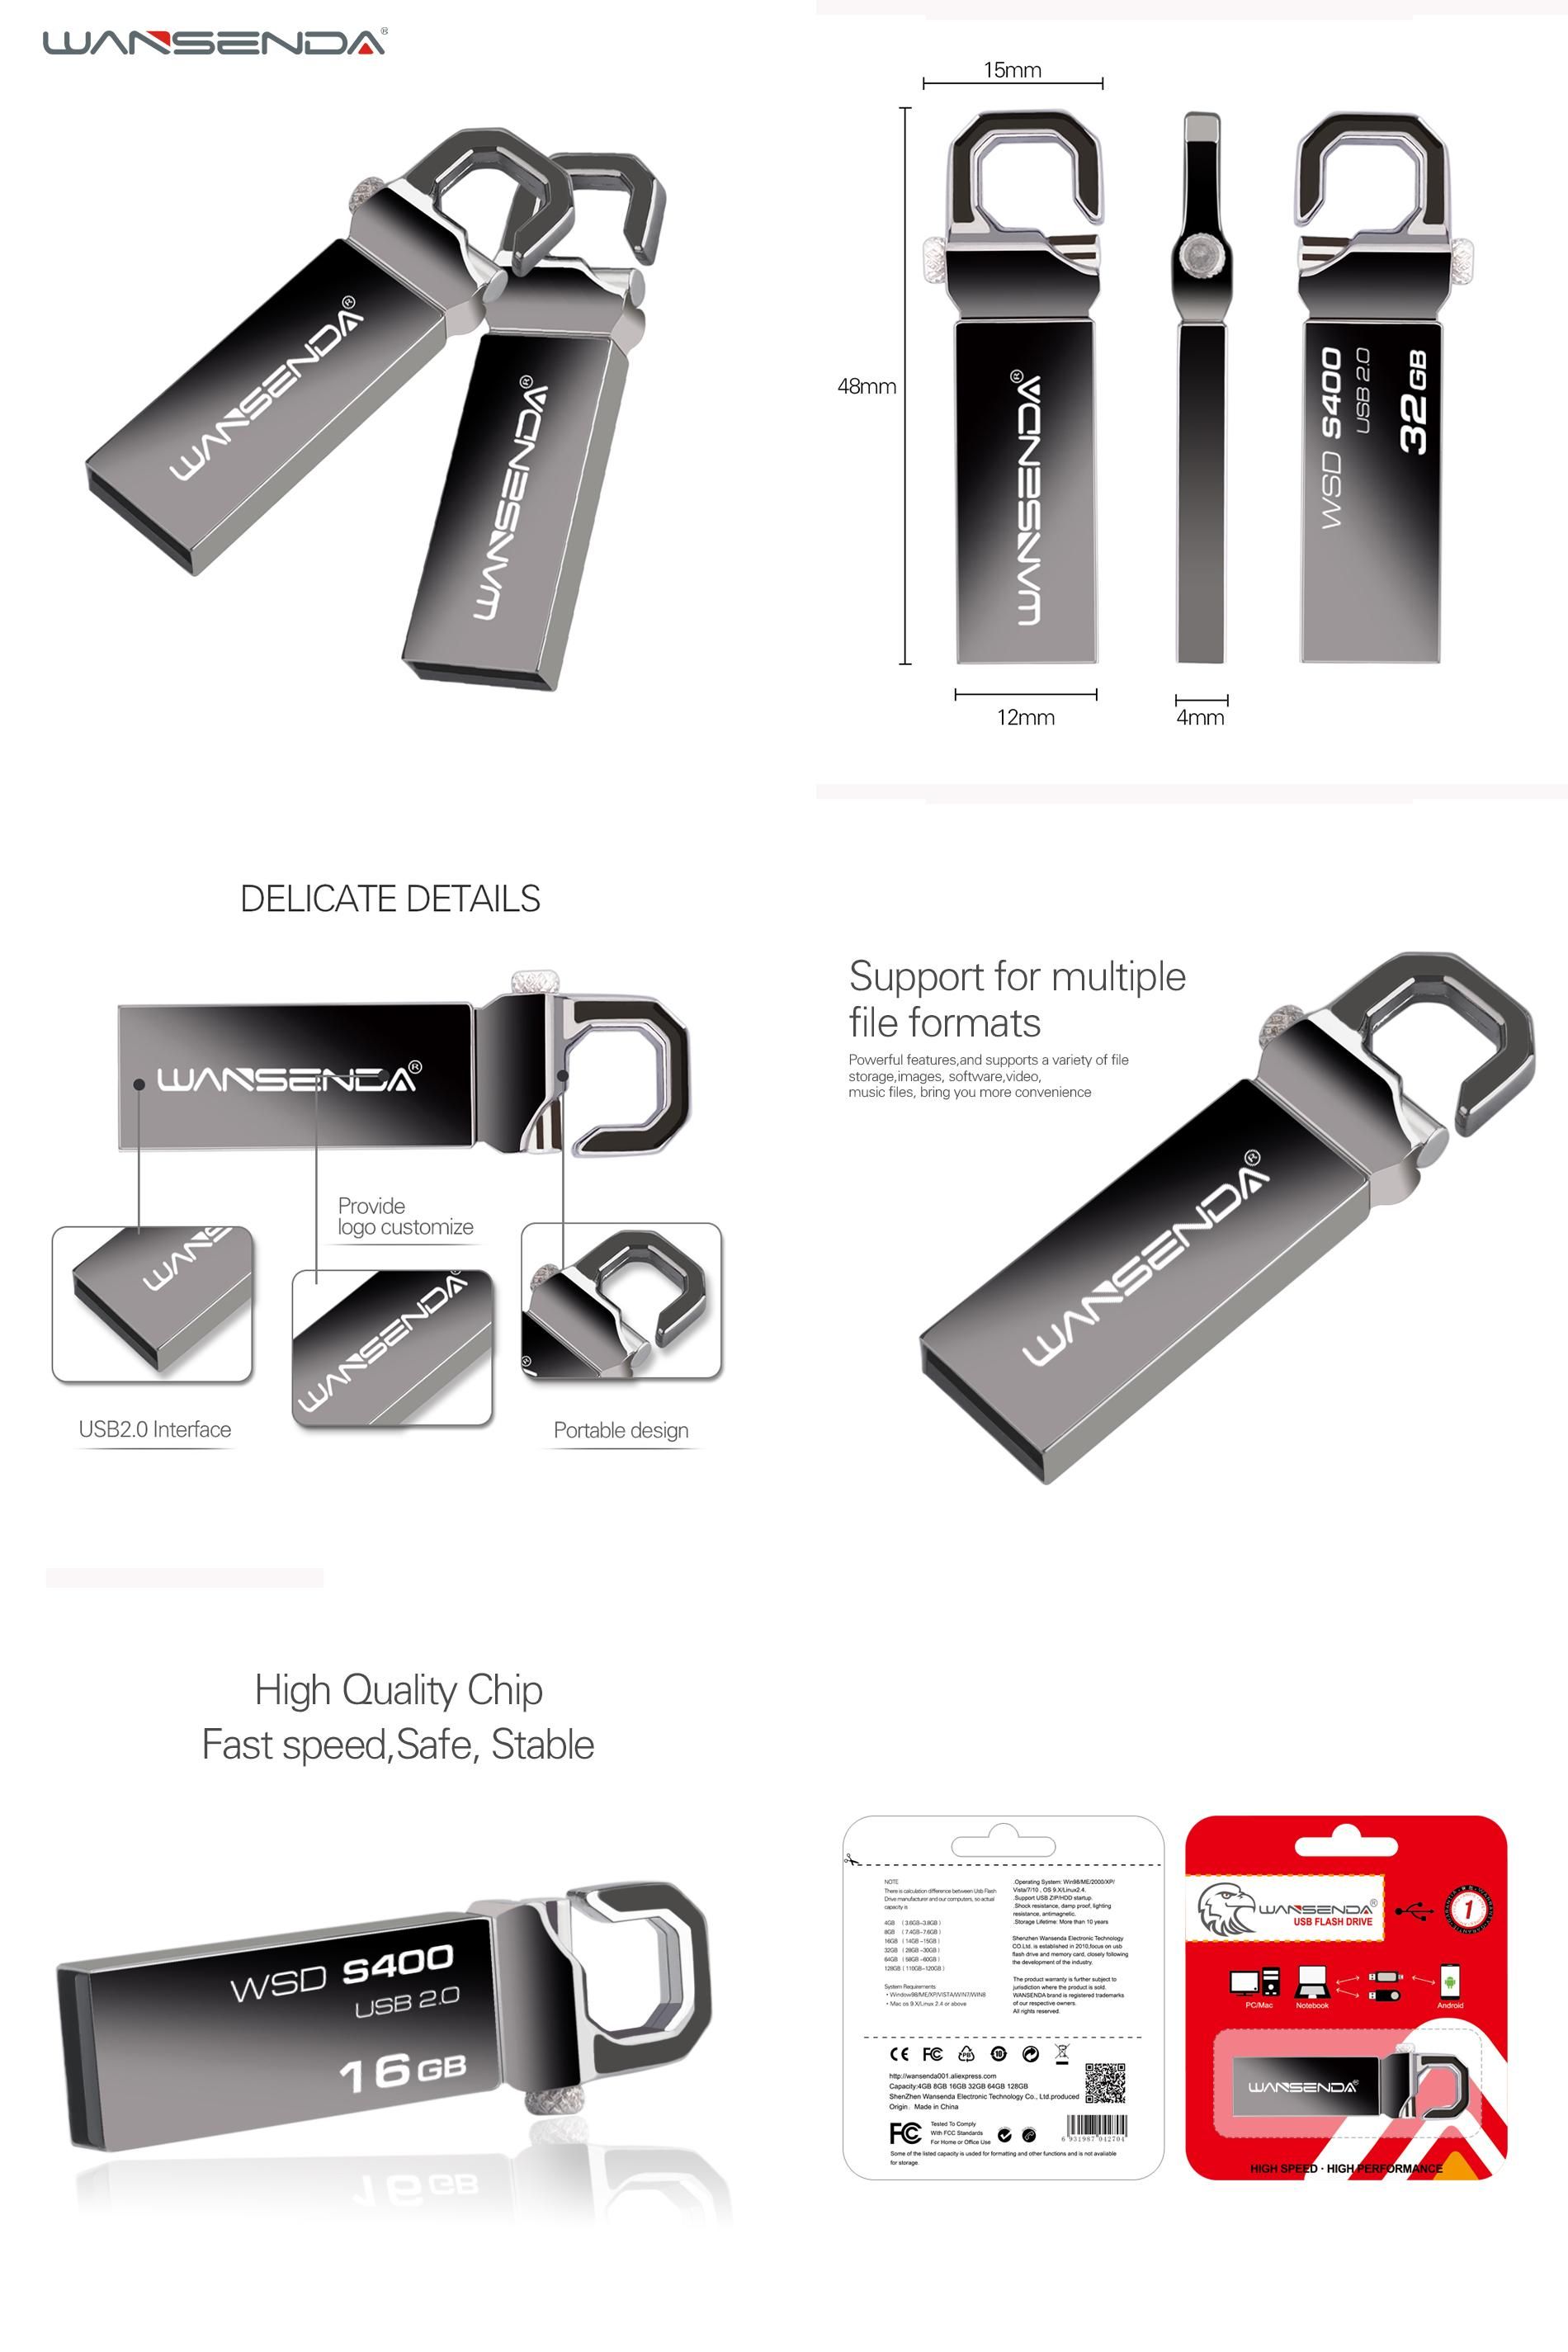 WANSENDA®
WANSENDA®
WANSENDA®
15mm
48mm
WANSENDA®
WSD S400
USB 2.0
32GB
12mm
4mm
DELICATE DETAILS
WANSENDA®
Provide
logo customize
WANS
WANSENDA
USB2.0 Interface
Portable design
Support for multiple
file formats
Powerful features,and supports a variety of file
storage,images, software,video,
music files, bring you more convenience
WANSENDA®
High Quality Chip
Fast speed,Safe, Stable
WSD S400
USB 2.0
16GB
NOTE
There is calculation difference between Usb Flash
Drive manufacturer and our computers, so actual
capacity is
4GB ( 3.6GB~3.8GB )
8GB ( 7.4GB~7.6GB )
16GB ( 14GB ~15GB )
32GB ( 28GB ~30GB )
64GB ( 58GB ~60GB )
128GB ( 110GB~120GB )
System Requirements
• Window98/ME/XP/VISTA/WIN7/WIN8
• Mac os 9.X/Linux 2.4 or above
.Operating System: Win98/ME/2000/XP/
Vista/7/10 , OS 9.X/Linux2.4.
.Support USB ZIP/HDD startup.
.Shock resistance, damp proof, lighting
resistance, antimagnetic.
.Storage Lifetime: More than 10 years
Shenzhen Wansenda Electronic Technology
CO.Ltd. is established in 2010,focus on usb
flash drive and memory card, closely following
the development of the industry.
The product warranty is further subject to
jurisdiction where the product is sold.
WANSENDA brand is registered trademarks
of our respective owners.
All rights reserved.
CE FC PB 10
http://wansenda001.aliexpress.com
Capacity:4GB 8GB 16GB 32GB 64GB 128GB
ShenZhen Wansenda Electronic Technology Co., Ltd.produced
Origin. Made in China
FC
Tested To Comply
With FCC Standards
For Home or Office Use
6 931987 042704
Some of the listed capacity is usded for formatting and other functions and is not available
for storage.
WANSENDA®
USB FLASH DRIVE
1
PC/Mac
Notebook
Android
WANSENDA®
HIGH SPEED · HIGH PERFORMANCE